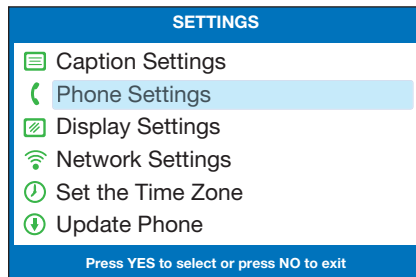 SETTINGS
Caption Settings
Phone Settings
Display Settings
Network Settings
Set the Time Zone
Update Phone
Press YES to select or press NO to exit